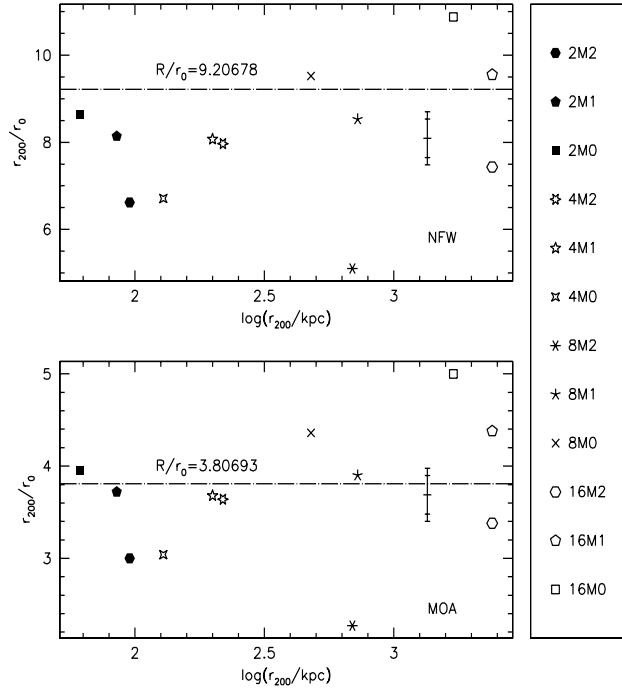 10
8
6
r₂₀₀/r₀
R/r₀=9.20678
NFW
2
2.5
3
log(r₂₀₀/kpc)
5
4
3
r₂₀₀/r₀
R/r₀=3.80693
MOA
2
2.5
3
log(r₂₀₀/kpc)
2M2
2M1
2M0
4M2
4M1
4M0
8M2
8M1
8M0
16M2
16M1
16M0